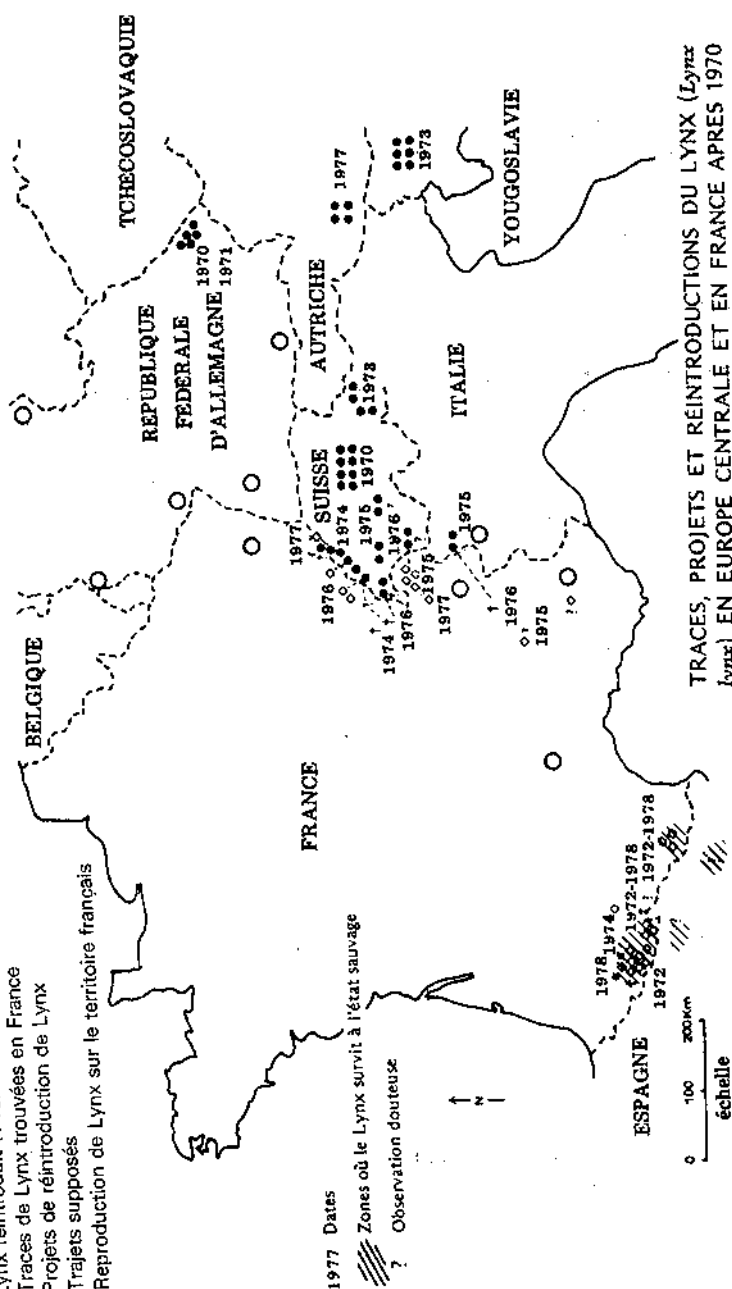 Traces de Lynx trouvées en France
Projets de réintroduction de Lynx
Trajets supposés
Reproduction de Lynx sur le territoire français
1977 Dates
Zones où le Lynx survit à l'état sauvage
? Observation douteuse
BELGIQUE
TCHECOSLOVAQUIE
REPUBLIQUE
FEDERALE
D'ALLEMAGNE
1970
1971
FRANCE
SUISSE
AUTRICHE
1977
1977
1974
1976
1970
1973
1973
1975
1974
1976
1976
1975
1977
1975
1976
1975
?
ITALIE
YOUGOSLAVIE
1978
1974
1972-1978
1972-1978
1972
ESPAGNE
N
0 100 200Km
échelle
TRACES, PROJETS ET RÉINTRODUCTIONS DU LYNX (Lynx
lynx) EN EUROPE CENTRALE ET EN FRANCE APRES 1970